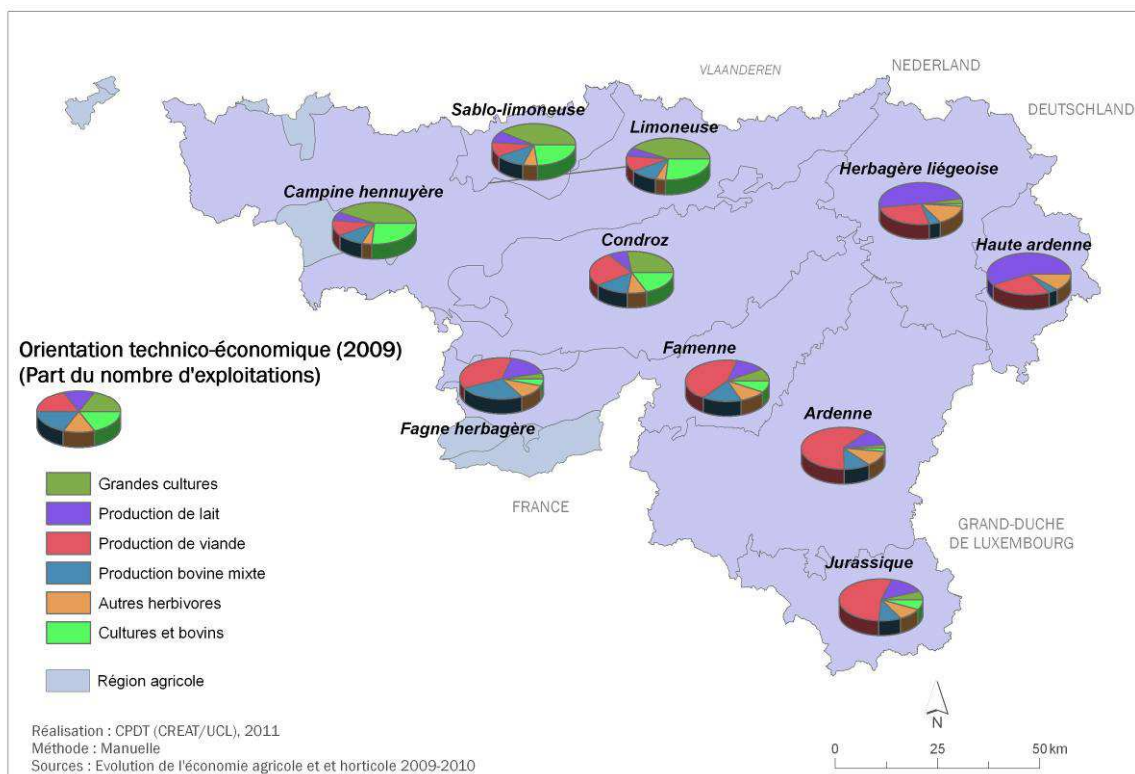 VLAANDEREN
NEDERLAND
DEUTSCHLAND
Sablo-limoneuse
Limoneuse
Herbagère liégeoise
Campine hennuyère
Condroz
Haute ardenne
Orientation technico-économique (2009)
(Part du nombre d'exploitations)
Famenne
Ardenne
Fagne herbagère
Grandes cultures
Production de lait
Production de viande
Production bovine mixte
Autres herbivores
Cultures et bovins
Région agricole
FRANCE
GRAND-DUCHE
DE LUXEMBOURG
Jurassique
Réalisation : CPDT (CREAT/UCL), 2011
Méthode : Manuelle
Sources : Evolution de l'économie agricole et et horticole 2009-2010
N
0 25 50 km